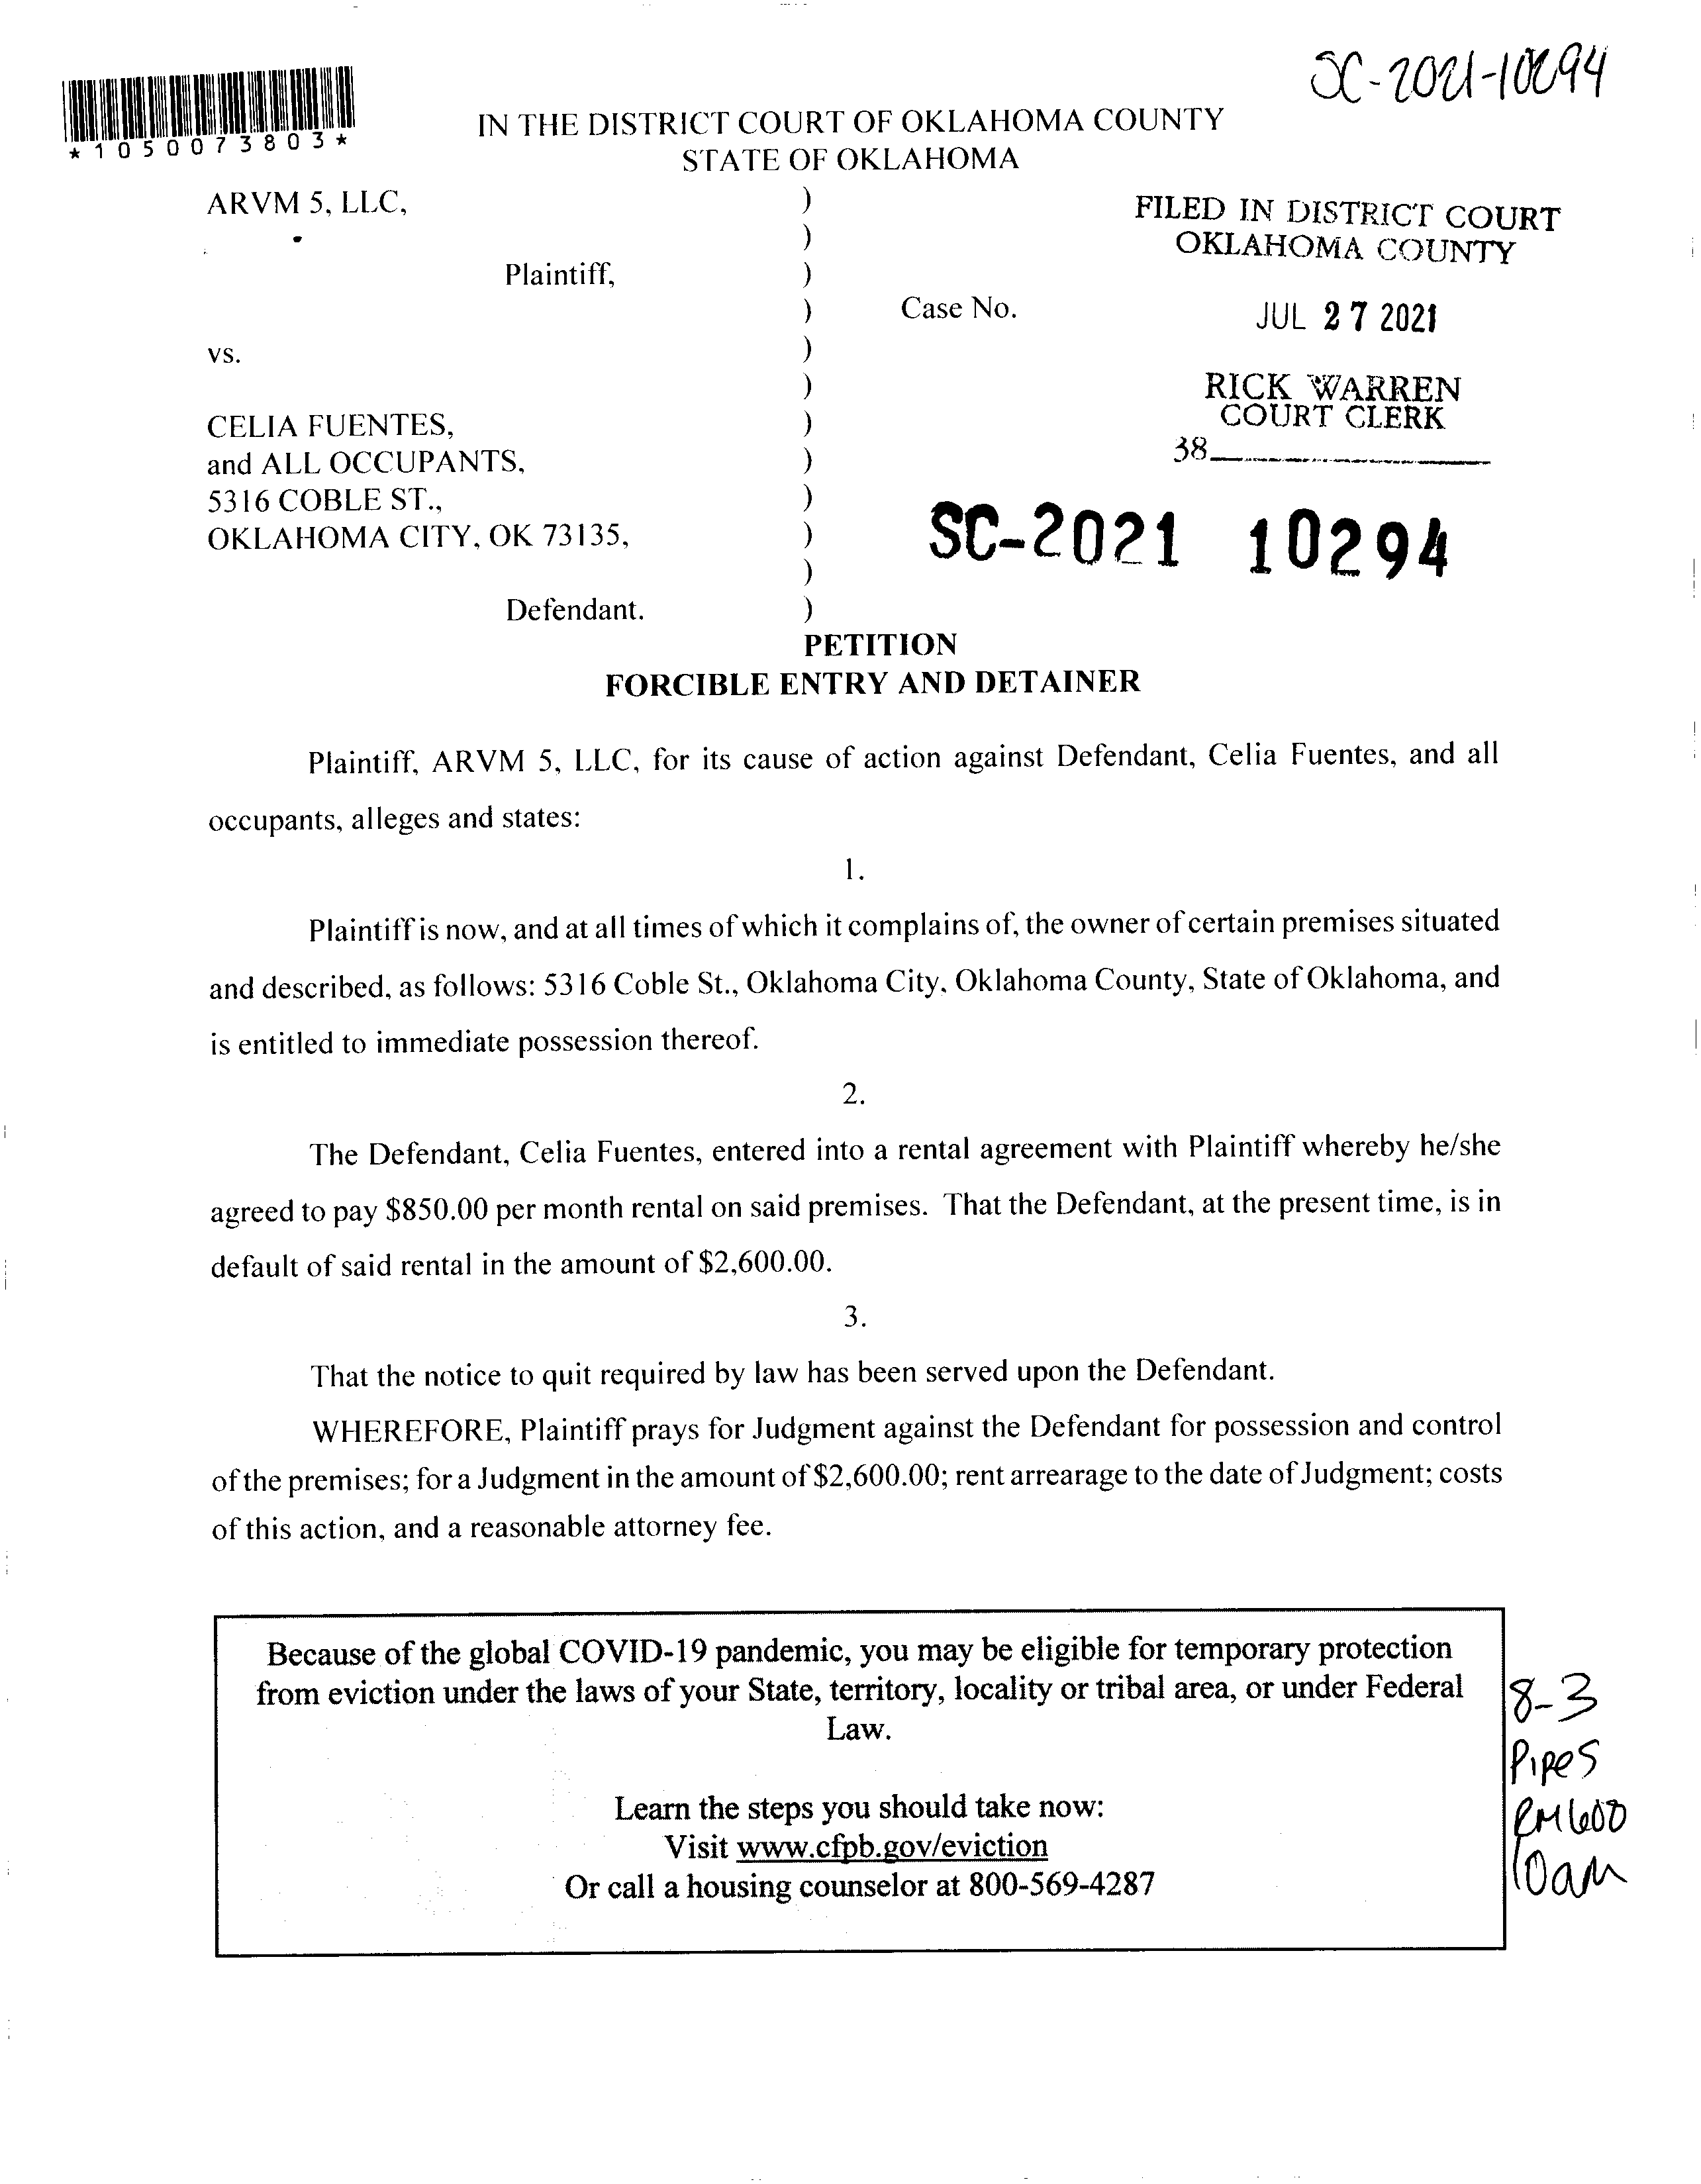 SC-2021-10294
*1050073803*
IN THE DISTRICT COURT OF OKLAHOMA COUNTY
STATE OF OKLAHOMA
ARVM 5, LLC, )
)
Plaintiff, )
) Case No.
vs. )
)
CELIA FUENTES, )
and ALL OCCUPANTS, )
5316 COBLE ST., )
OKLAHOMA CITY, OK 73135, )
)
Defendant. )
FILED IN DISTRICT COURT
OKLAHOMA COUNTY
JUL 27 2021
RICK WARREN
COURT CLERK
38
SC-2021 10294
PETITION
FORCIBLE ENTRY AND DETAINER
Plaintiff, ARVM 5, LLC, for its cause of action against Defendant, Celia Fuentes, and all
occupants, alleges and states:
1.
Plaintiff is now, and at all times of which it complains of, the owner of certain premises situated
and described, as follows: 5316 Coble St., Oklahoma City, Oklahoma County, State of Oklahoma, and
is entitled to immediate possession thereof.
2.
The Defendant, Celia Fuentes, entered into a rental agreement with Plaintiff whereby he/she
agreed to pay $850.00 per month rental on said premises. That the Defendant, at the present time, is in
default of said rental in the amount of $2,600.00.
3.
That the notice to quit required by law has been served upon the Defendant.
WHEREFORE, Plaintiff prays for Judgment against the Defendant for possession and control
of the premises; for a Judgment in the amount of $2,600.00; rent arrearage to the date of Judgment; costs
of this action, and a reasonable attorney fee.
Because of the global COVID-19 pandemic, you may be eligible for temporary protection
from eviction under the laws of your State, territory, locality or tribal area, or under Federal
Law.
Learn the steps you should take now:
Visit www.cfpb.gov/eviction
Or call a housing counselor at 800-569-4287
8-3
Pipes
RM600
10am